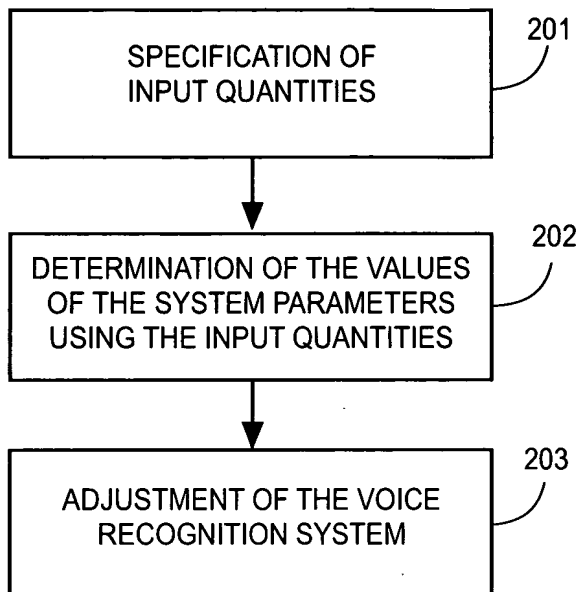 201
SPECIFICATION OF
INPUT QUANTITIES
202
DETERMINATION OF THE VALUES
OF THE SYSTEM PARAMETERS
USING THE INPUT QUANTITIES
203
ADJUSTMENT OF THE VOICE
RECOGNITION SYSTEM